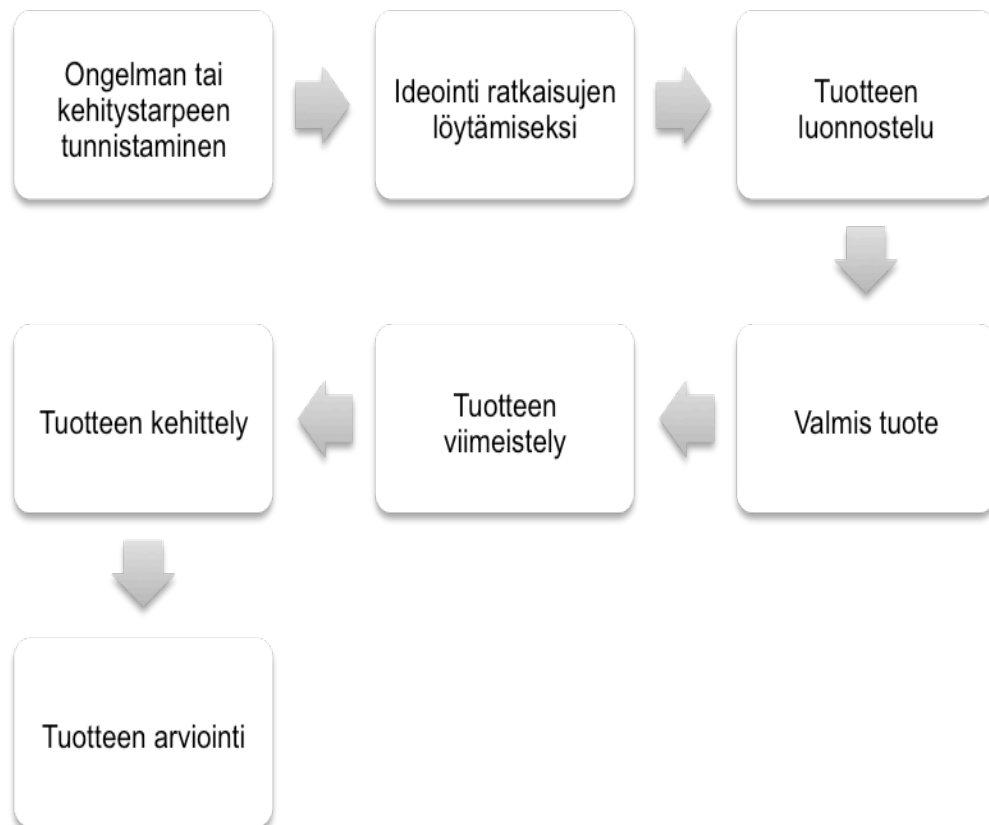 Ongelman tai
kehitystarpeen
tunnistaminen
Ideointi ratkaisujen
löytämiseksi
Tuotteen
luonnostelu
Valmis tuote
Tuotteen
viimeistely
Tuotteen kehittely
Tuotteen arviointi